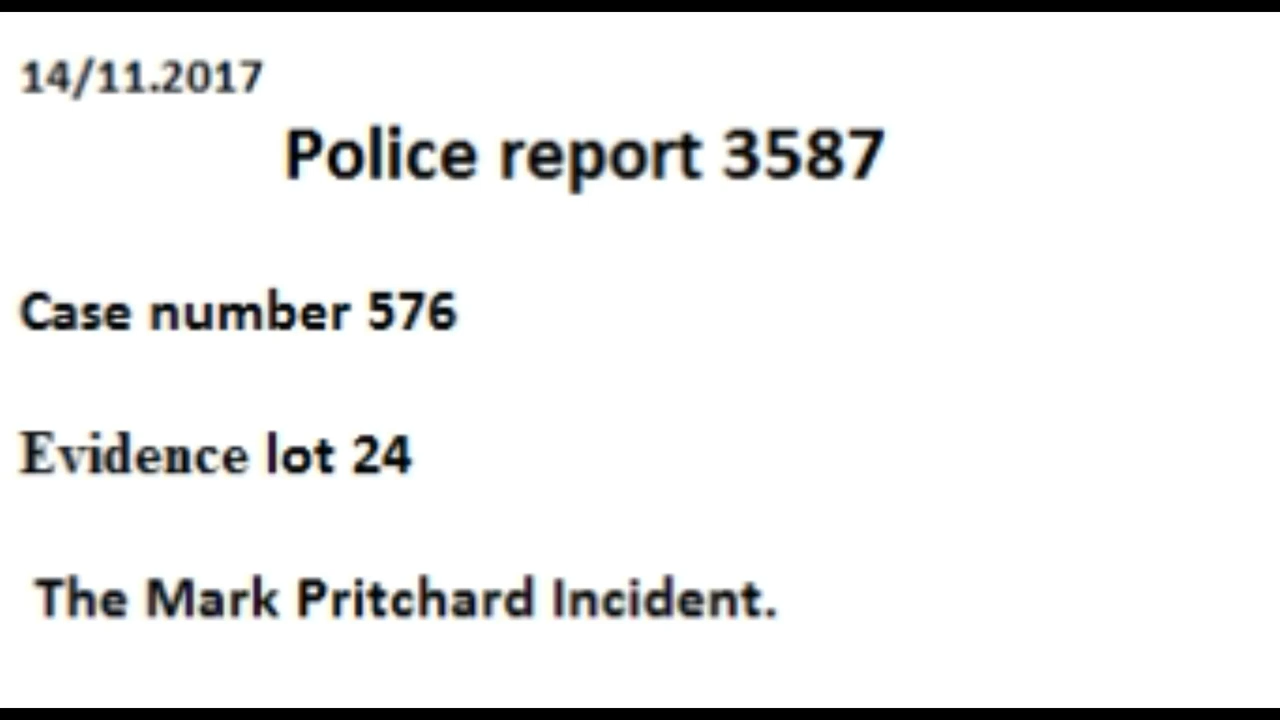 14/11.2017
Police report 3587
Case number 576
Evidence lot 24
The Mark Pritchard Incident.